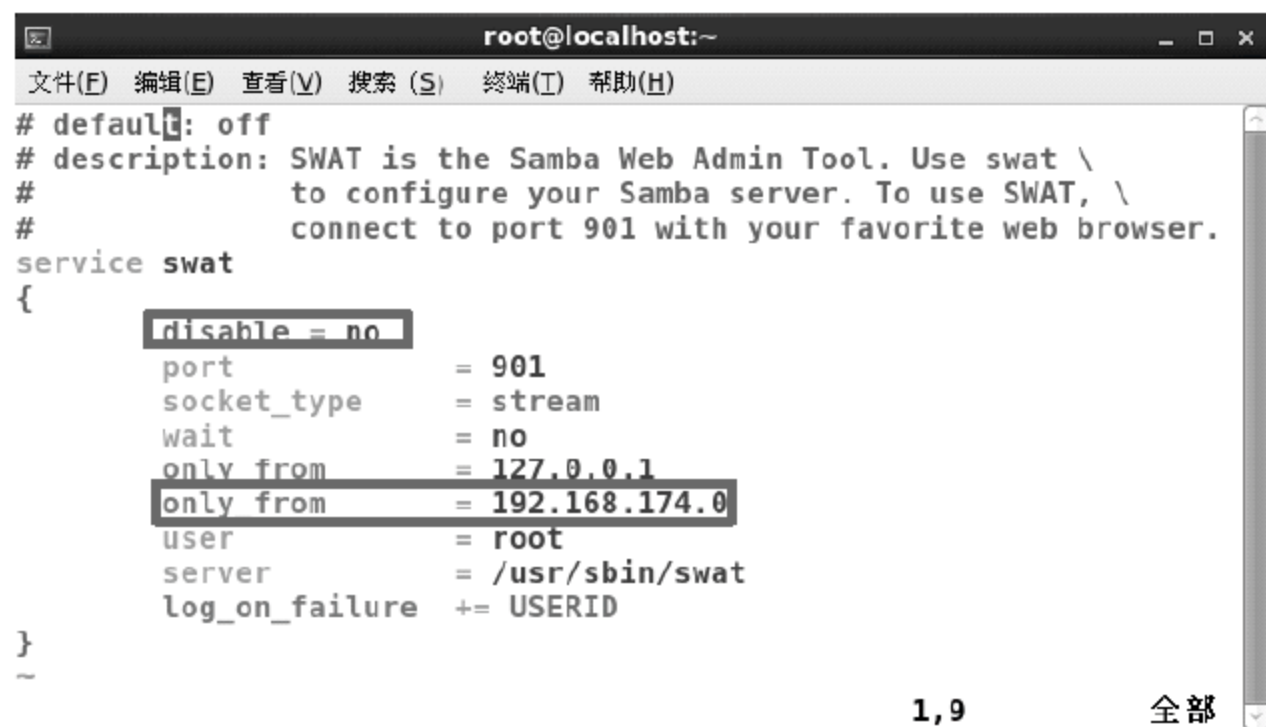 root@localhost:~
文件(F) 编辑(E) 查看(V) 搜索 (S) 终端(T) 帮助(H)
# default: off
# description: SWAT is the Samba Web Admin Tool. Use swat \
#              to configure your Samba server. To use SWAT, \
#              connect to port 901 with your favorite web browser.
service swat
{
        disable = no
        port            = 901
        socket_type     = stream
        wait            = no
        only_from       = 127.0.0.1
        only_from       = 192.168.174.0
        user            = root
        server          = /usr/sbin/swat
        log_on_failure  += USERID
}
~
1,9 全部